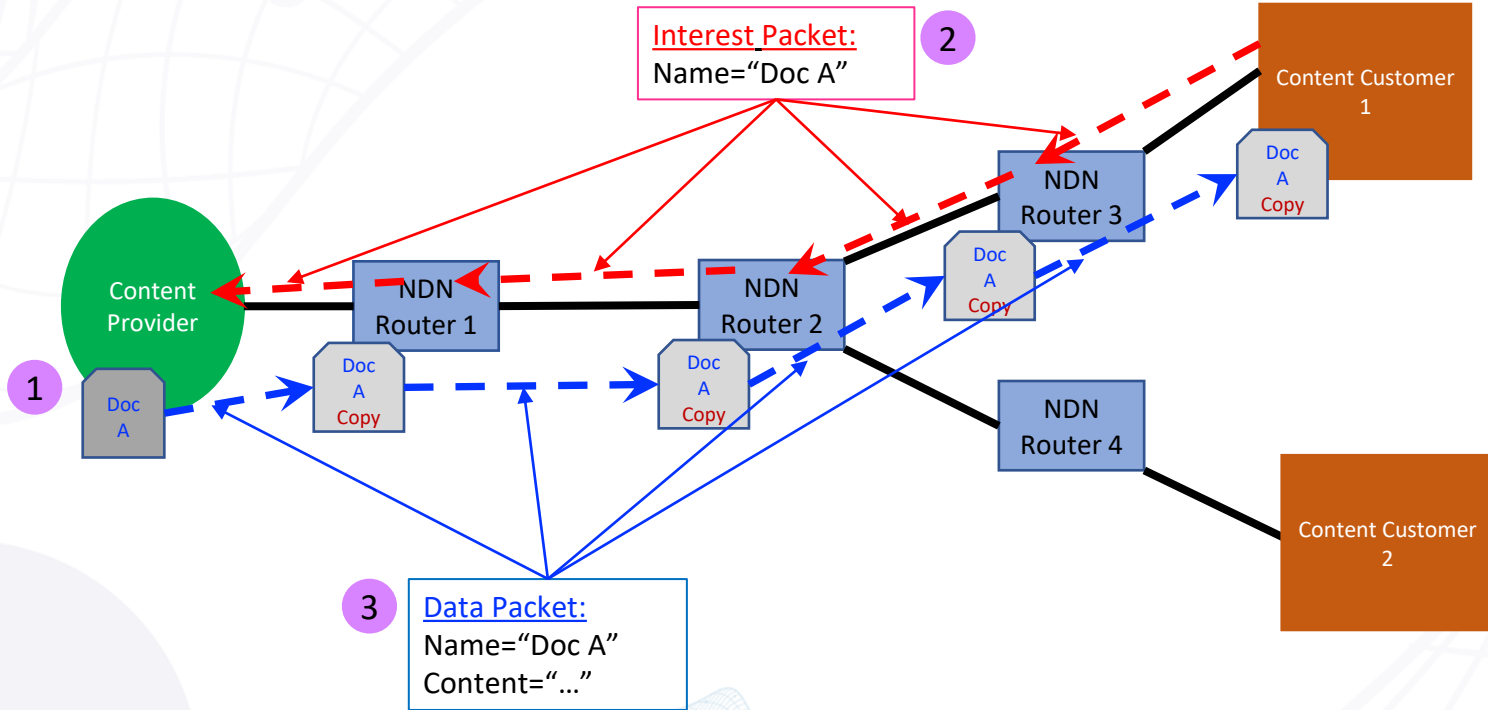 Interest Packet:
Name=“Doc A”
2
Content Customer
1
Doc
A
Copy
NDN
Router 3
Doc
A
Copy
Content
Provider
NDN
Router 1
NDN
Router 2
1
Doc
A
Doc
A
Copy
Doc
A
Copy
NDN
Router 4
Content Customer
2
3
Data Packet:
Name=“Doc A”
Content=“…”